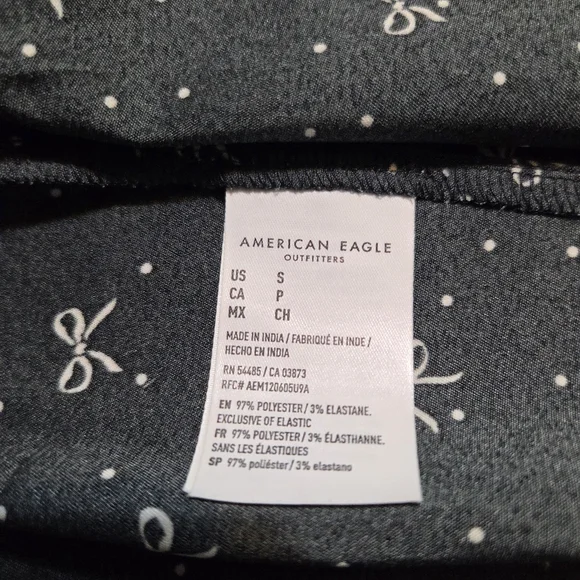 AMERICAN EAGLE
OUTFITTERS
US S
CA P
MX CH
MADE IN INDIA / FABRIQUÉ EN INDE /
HECHO EN INDIA
RN 54485 / CA 03873
RFC# AEM120605U9A
EN 97% POLYESTER / 3% ELASTANE.
EXCLUSIVE OF ELASTIC
FR 97% POLYESTER / 3% ÉLASTHANNE.
SANS LES ÉLASTIQUES
SP 97% poliéster / 3% elastano